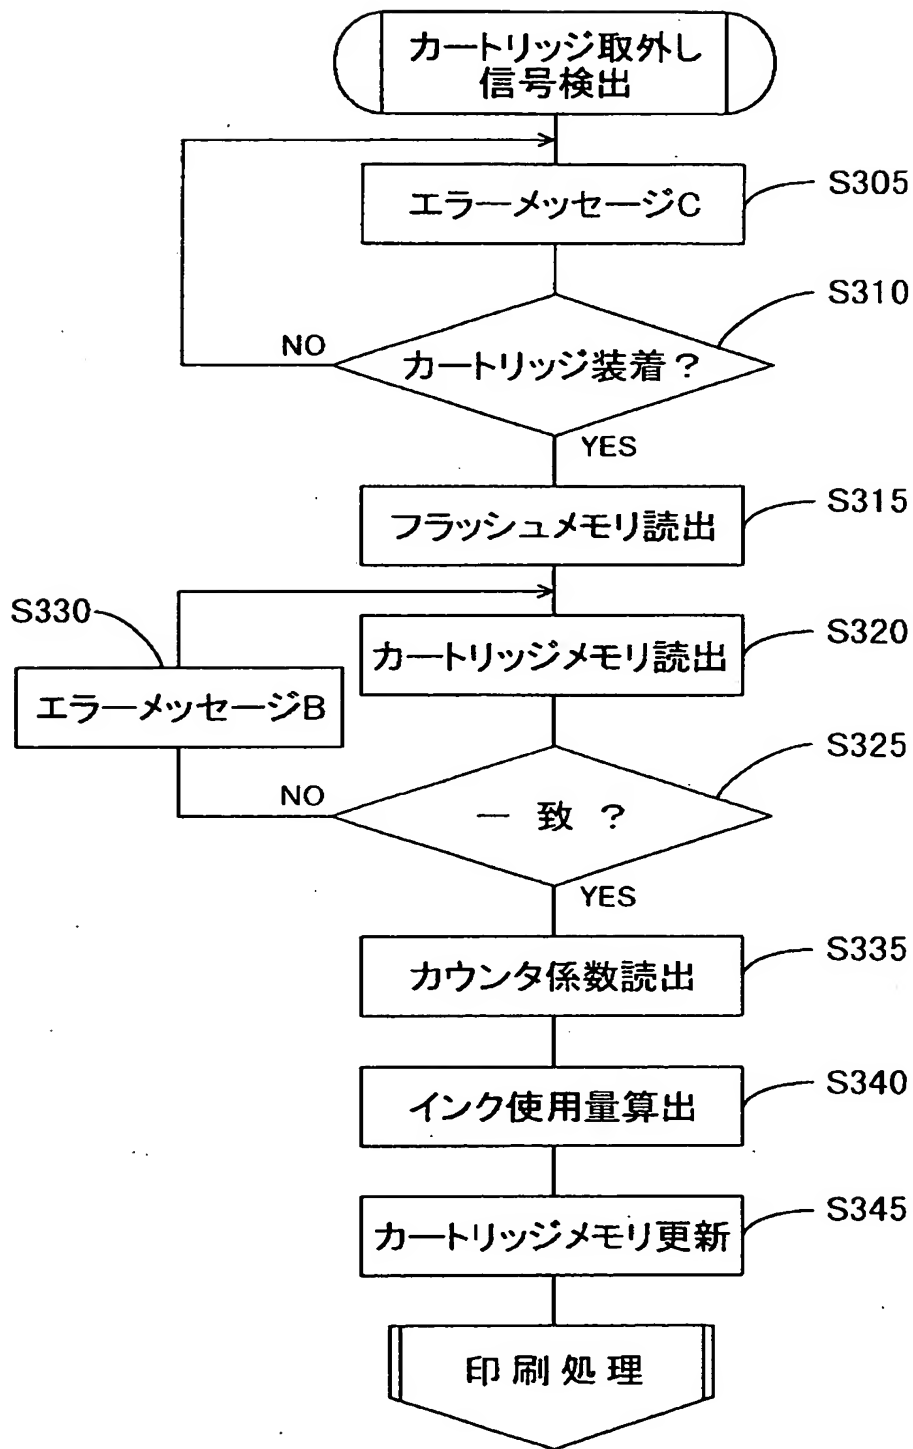 カートリッジ取外し
信号検出
エラーメッセージC
S305
S310
NO
カートリッジ装着?
YES
フラッシュメモリ読出
S315
S330
カートリッジメモリ読出
S320
エラーメッセージB
S325
NO
一致?
YES
カウンタ係数読出
S335
インク使用量算出
S340
カートリッジメモリ更新
S345
印刷処理